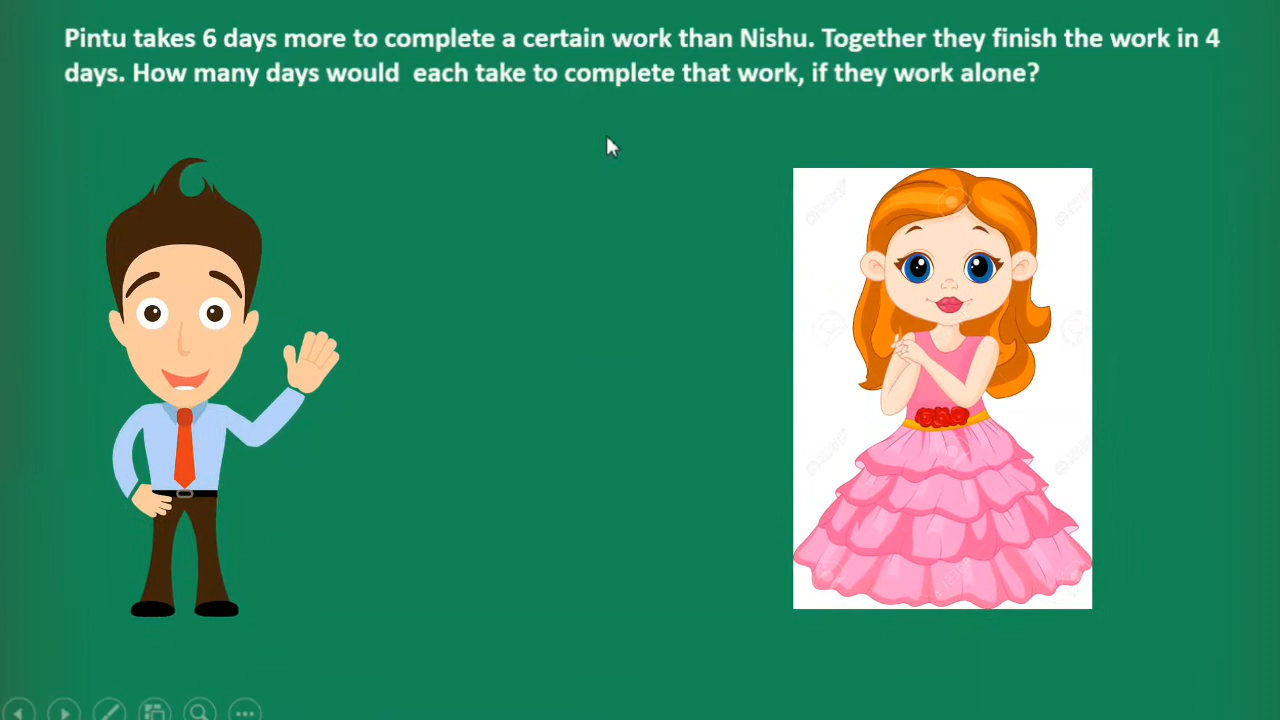 Pintu takes 6 days more to complete a certain work than Nishu. Together they finish the work in 4
days. How many days would  each take to complete that work, if they work alone?